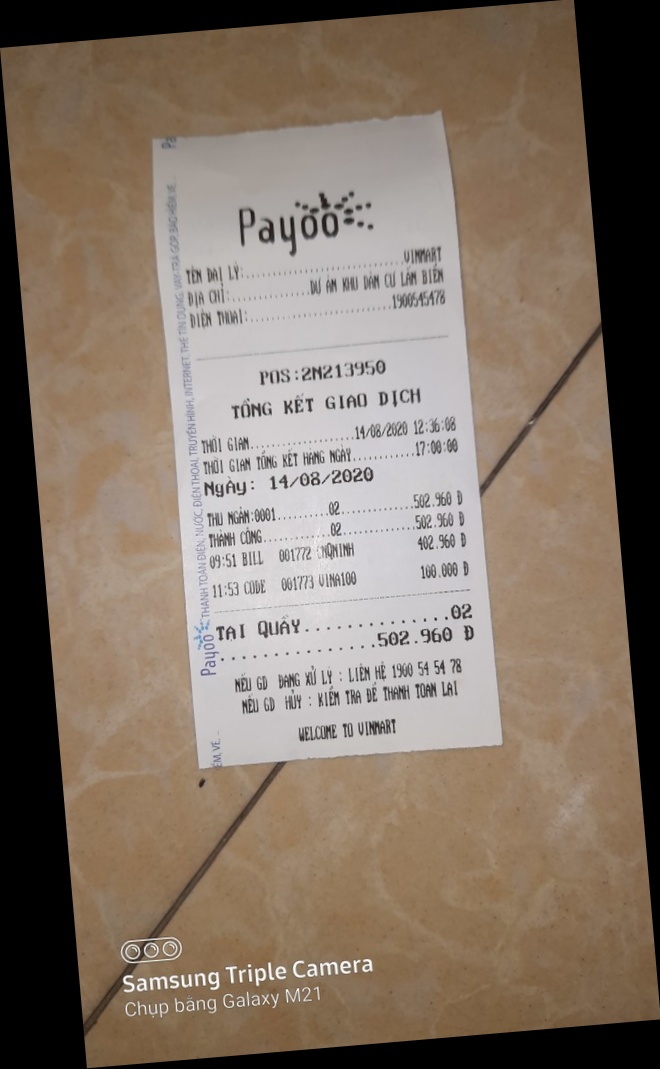 Payoo
TÊN ĐẠI LÝ:..............................VINMART
ĐỊA CHỈ:...............DỰ ÁN KHU DÂN CƯ LÂM BIÊN
ĐIỆN THOẠI:...........................1900545478
POS:2N213950
TỔNG KẾT GIAO DỊCH
THỜI GIAN...................14/08/2020 12:36:08
THỜI GIAN TỔNG KẾT HÀNG NGÀY...........17:00:00
Ngày: 14/08/2020
THU NGÂN:0001..........02.............502.960 Đ
THÀNH CÔNG.............02.............502.960 Đ
09:51 BILL 001772 402.960 Đ
11:53 CODE 001773 VINA100 100.000 Đ
TẠI QUẦY..............02
...............502.960 Đ
NẾU GD ĐANG XỬ LÝ : LIÊN HỆ 1900 54 54 78
NẾU GD HỦY : KIỂM TRA ĐỂ THANH TOÁN LẠI
WELCOME TO VINMART
Payoo THANH TOÁN ĐIỆN, NƯỚC, ĐIỆN THOẠI, TRUYỀN HÌNH, INTERNET, THẺ TÍN DỤNG, VAY-TRẢ GÓP, BẢO HIỂM, VÉ...
Pa
ỂM, VÉ, ...
Samsung Triple Camera
Chụp bằng Galaxy M21